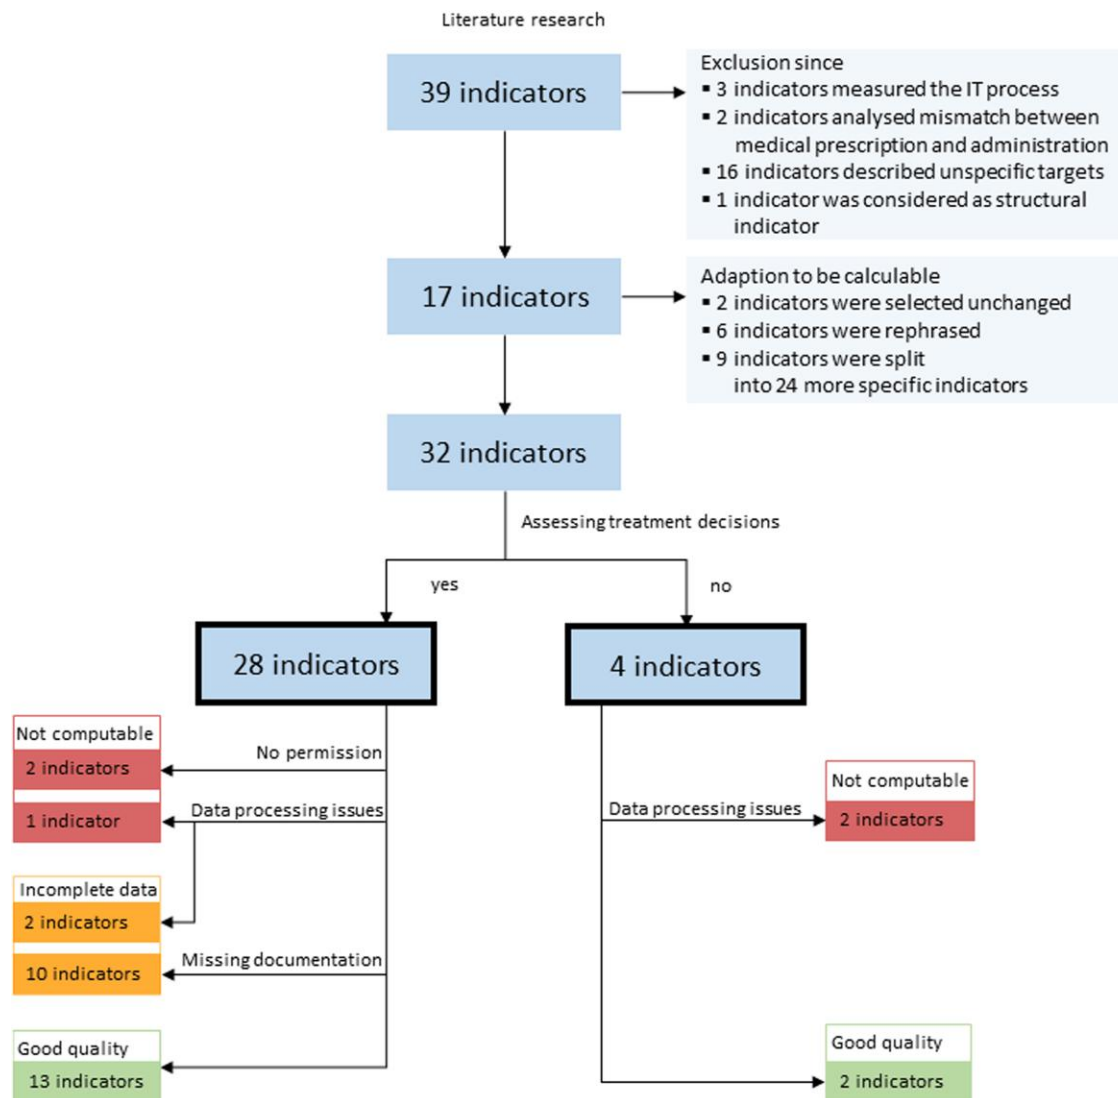 Literature research
39 indicators
Exclusion since
▪ 3 indicators measured the IT process
▪ 2 indicators analysed mismatch between
medical prescription and administration
▪ 16 indicators described unspecific targets
▪ 1 indicator was considered as structural
indicator
17 indicators
Adaption to be calculable
▪ 2 indicators were selected unchanged
▪ 6 indicators were rephrased
▪ 9 indicators were split
into 24 more specific indicators
32 indicators
Assessing treatment decisions
yes
no
28 indicators
4 indicators
Not computable
No permission
2 indicators
Data processing issues
1 indicator
Incomplete data
2 indicators
Missing documentation
10 indicators
Good quality
13 indicators
Not computable
Data processing issues
2 indicators
Good quality
2 indicators